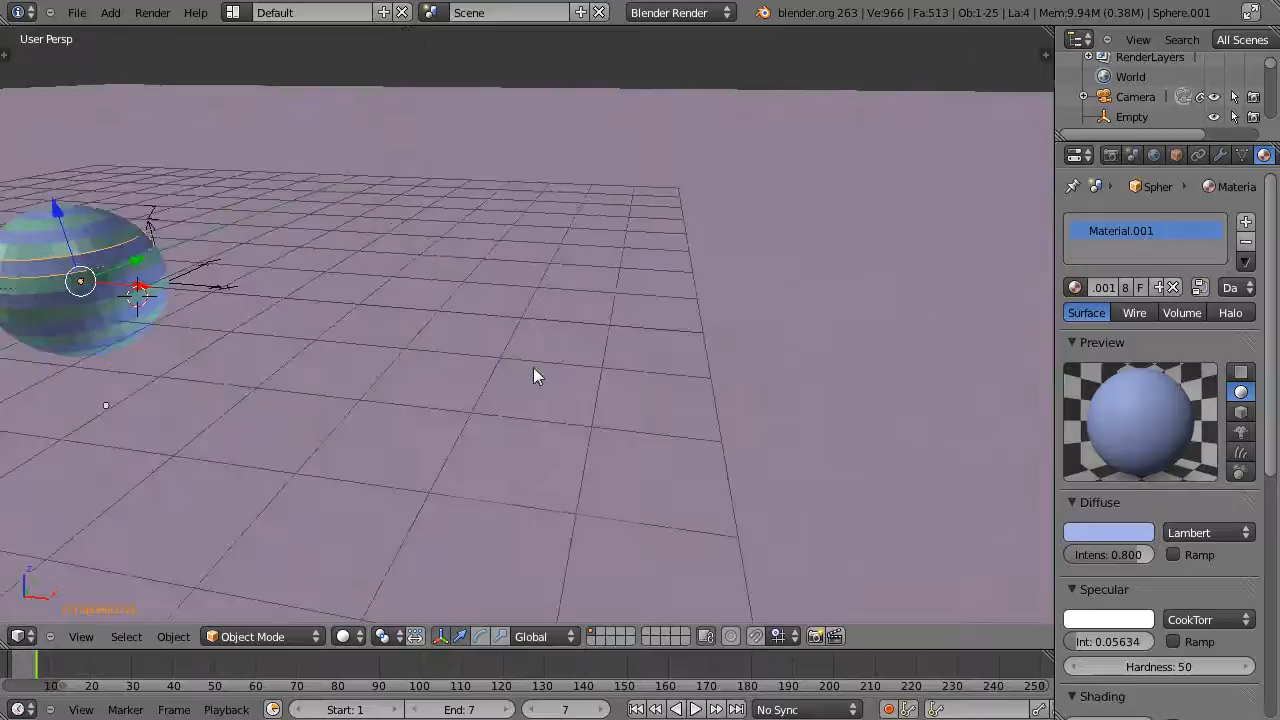 File Add Render Help Default Scene Blender Render blender.org 263 | Ve:966 | Fa:513 | Ob:1-25 | La:4 | Mem:9.94M (0.38M) | Sphere.001
User Persp
View Search All Scenes
RenderLayers
World
Camera
Empty
Spher Materia
Material.001
.001 8 F Da
Surface Wire Volume Halo
Preview
Diffuse
Lambert
Intens: 0.800 Ramp
Specular
CookTorr
Int: 0.05634 Ramp
Hardness: 50
Shading
View Select Object Object Mode Global
10 20 30 40 50 60 70 80 90 100 110 120 130 140 150 160 170 180 190 200 210 220 230 240 250
View Marker Frame Playback Start: 1 End: 7 7 No Sync